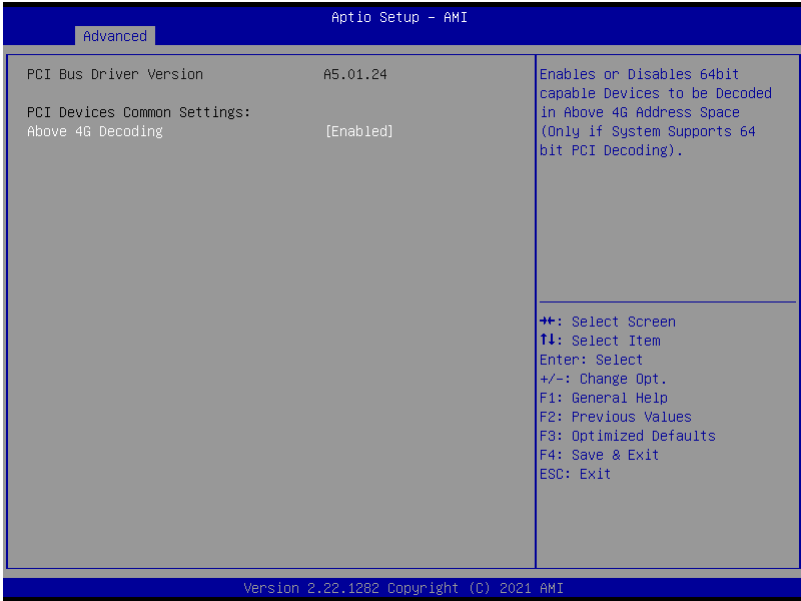 Aptio Setup – AMI
Advanced
PCI Bus Driver Version A5.01.24
PCI Devices Common Settings:
Above 4G Decoding [Enabled]
Enables or Disables 64bit
capable Devices to be Decoded
in Above 4G Address Space
(Only if System Supports 64
bit PCI Decoding).
→←: Select Screen
↑↓: Select Item
Enter: Select
+/-: Change Opt.
F1: General Help
F2: Previous Values
F3: Optimized Defaults
F4: Save & Exit
ESC: Exit
Version 2.22.1282 Copyright (C) 2021 AMI